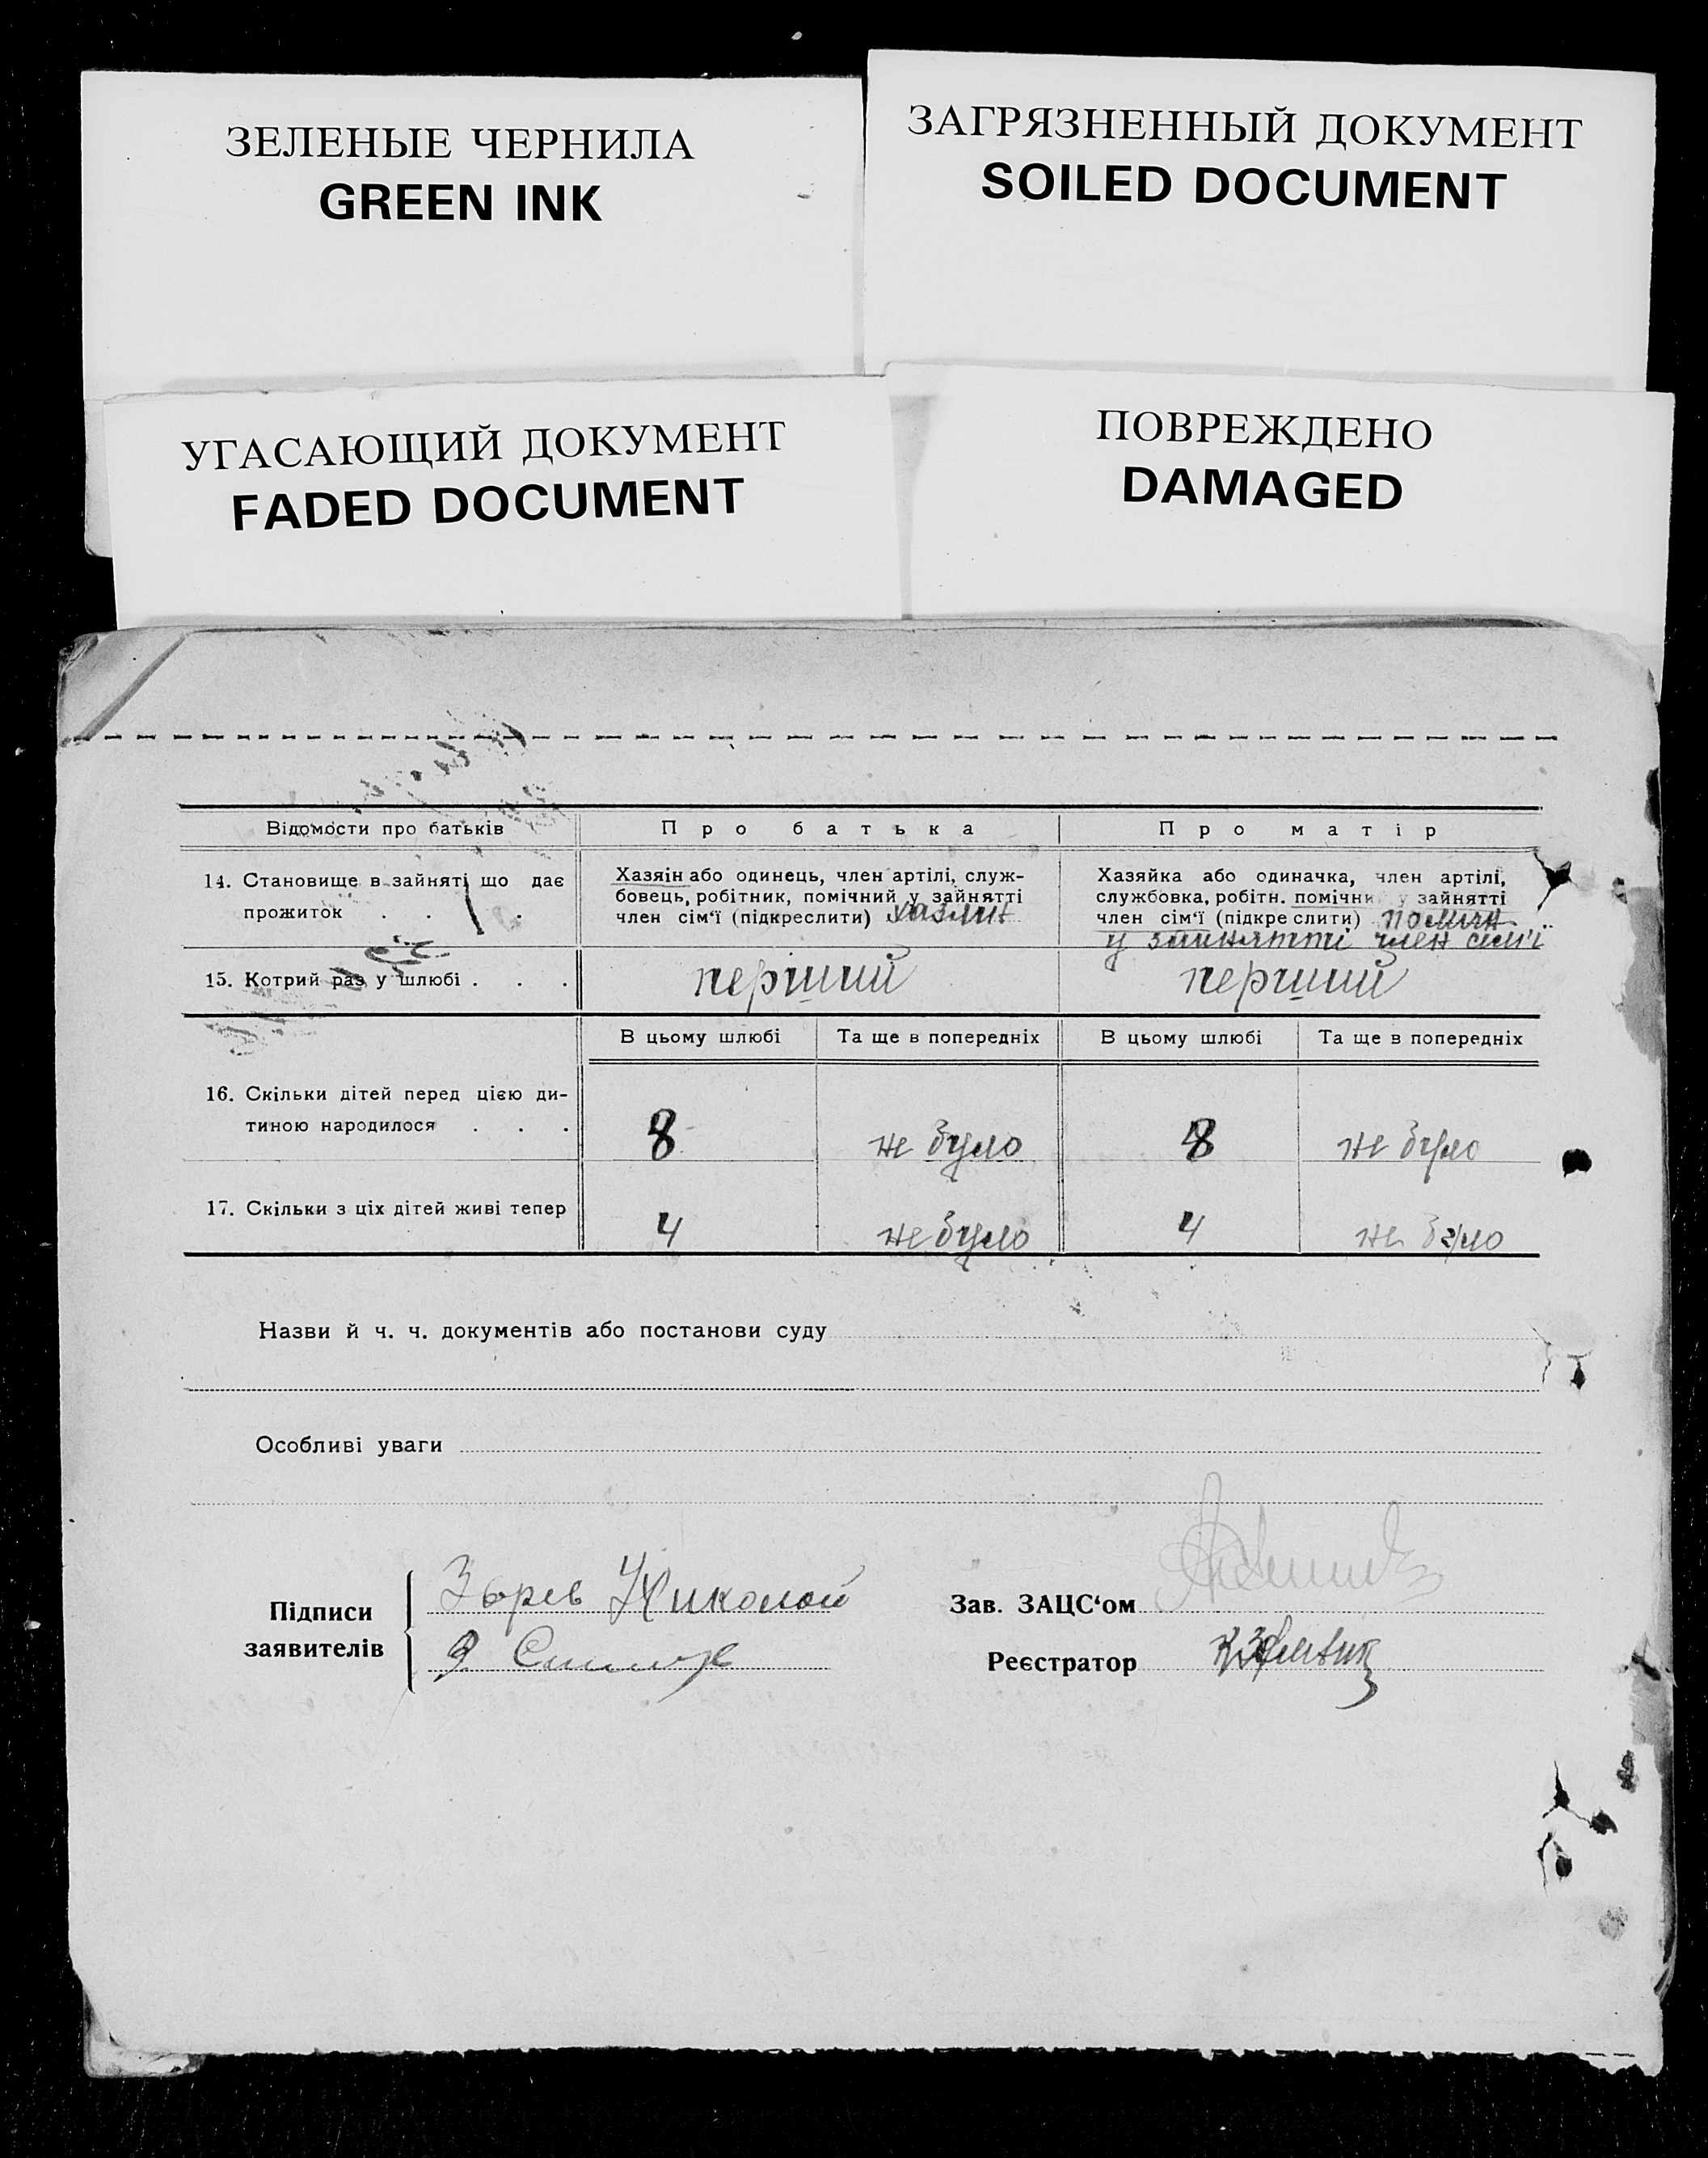 ЗЕЛЕНЫЕ ЧЕРНИЛА
GREEN INK
ЗАГРЯЗНЕННЫЙ ДОКУМЕНТ
SOILED DOCUMENT
УГАСАЮЩИЙ ДОКУМЕНТ
FADED DOCUMENT
ПОВРЕЖДЕНО
DAMAGED
Відомости про батьків
Про батька
Про матір
14. Становище в зайняті що дає
прожиток . . .
Хазяін або одинець, член артілі, служ-
бовець, робітник, помічний у зайнятті
член сім‘ї (підкреслити) хазяин
Хазяйка або одиначка, член артілі,
службовка, робітн. помічн у зайнятті
член сім‘ї (підкре слити) помічн
у зайнятті член сім'ї
15. Котрий раз у шлюбі . . .
перший
перший
В цьому шлюбі
Та ще в попередніх
В цьому шлюбі
Та ще в попередніх
16. Скільки дітей перед цією ди-
тиною народилося . . .
8
не було
8
не було
17. Скільки з ціх дітей живі тепер
4
не було
4
не було
Назви й ч. ч. документів або постанови суду
Особливі уваги
Підписи
заявителів
Николай
Зав. ЗАЦС‘ом
Реєстратор